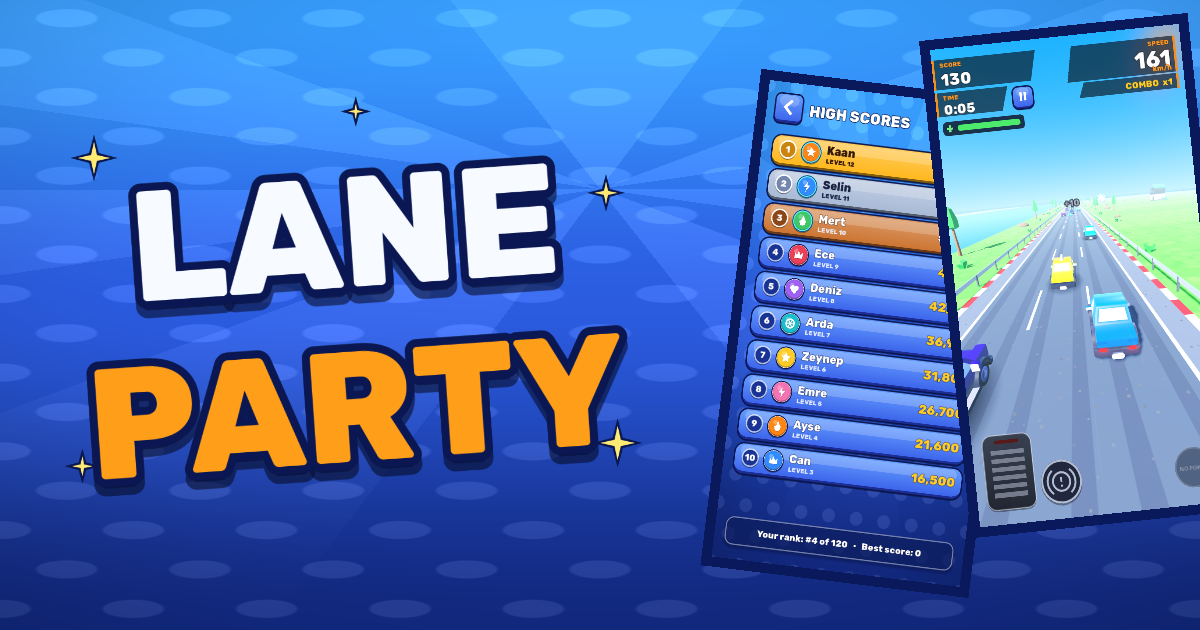 LANE
PARTY
HIGH SCORES
1 Kaan
LEVEL 12
2 Selin
LEVEL 11
3 Mert
LEVEL 10
4 Ece
LEVEL 9
5 Deniz
LEVEL 8
6 Arda
LEVEL 7
7 Zeynep
LEVEL 6
8 Emre
LEVEL 5
26,700
9 Ayse
LEVEL 4
21,600
10 Can
LEVEL 3
16,500
Your rank: #4 of 120 · Best score: 0
SCORE
130
TIME
0:05
SPEED
161
km/h
COMBO x1
+10